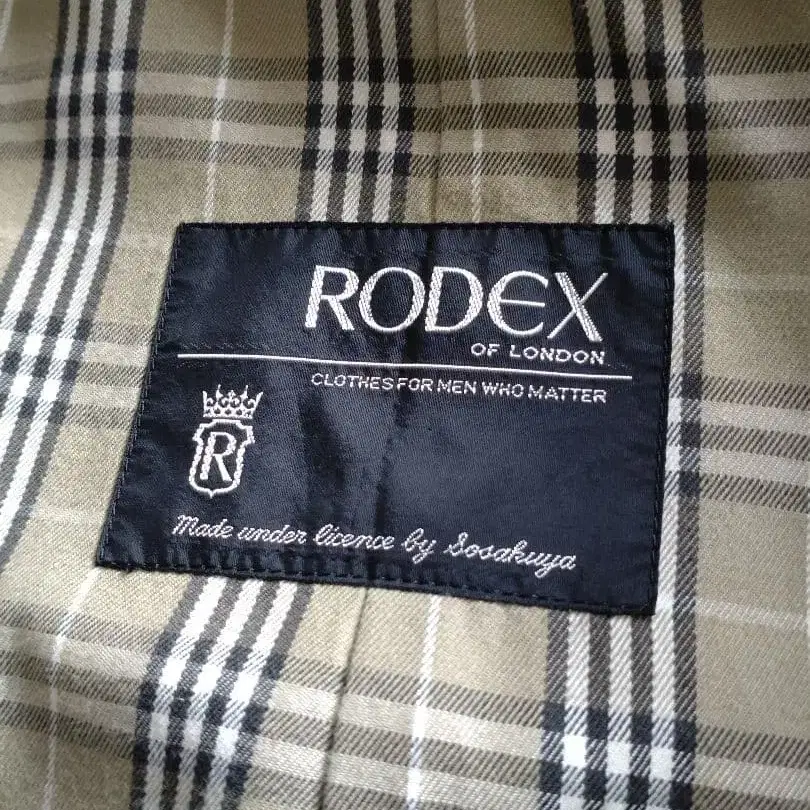 RODEX
OF LONDON
CLOTHES FOR MEN WHO MATTER
R
Made under licence by Sosakuya